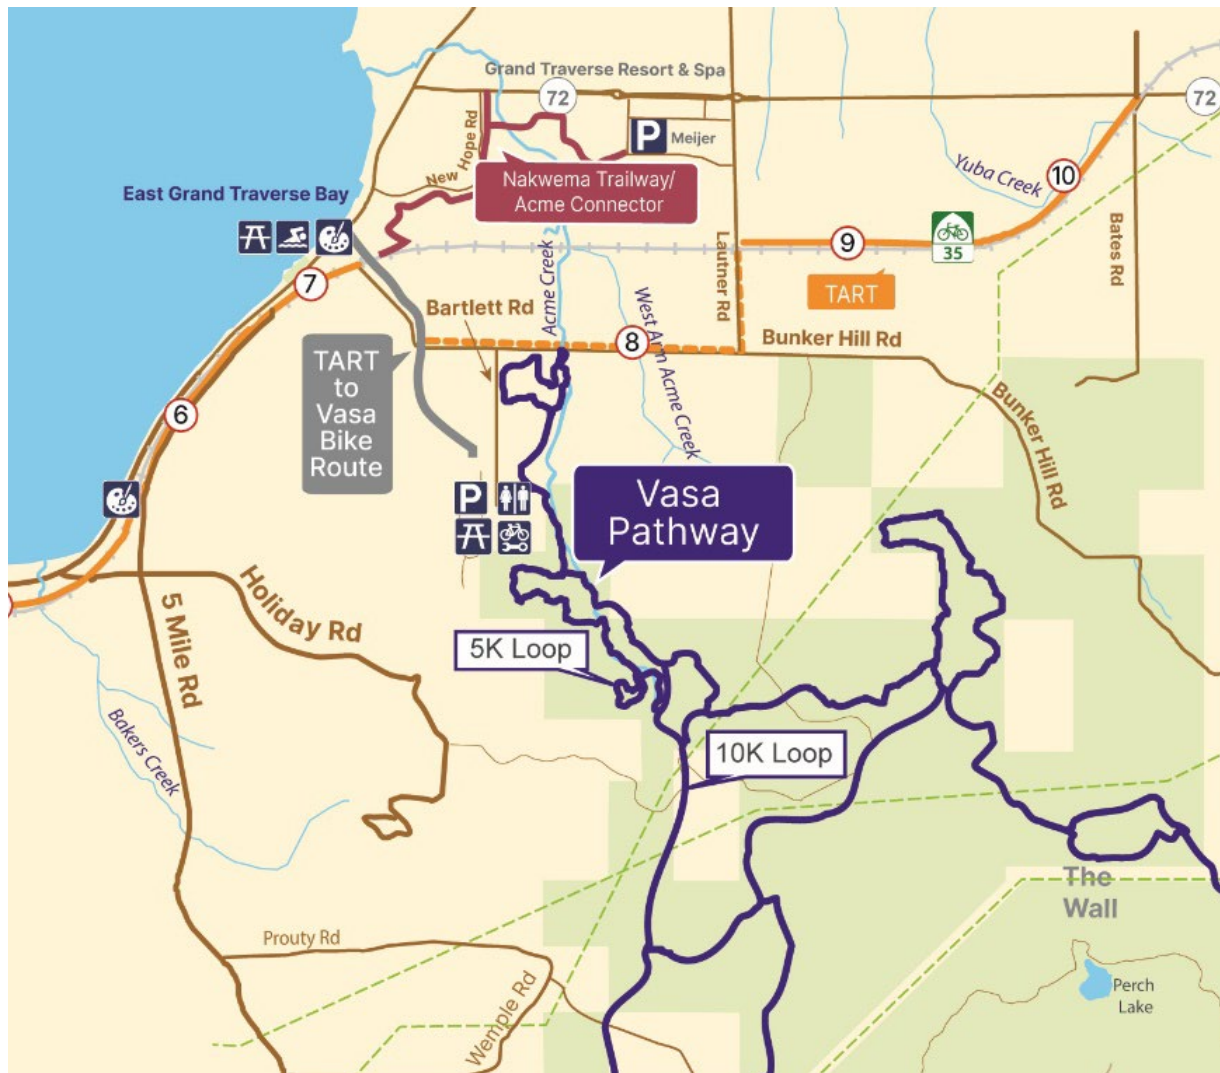 Grand Traverse Resort & Spa
72
72
P
Meijer
New Hope Rd
Nakwema Trailway/
Acme Connector
Yuba Creek
10
East Grand Traverse Bay
9
35
TART
Lautner Rd
Bates Rd
7
Acme Creek
Bartlett Rd
West Arm Acme Creek
8
Bunker Hill Rd
TART
to
Vasa
Bike
Route
6
Bunker Hill Rd
P
Vasa
Pathway
Holiday Rd
5 Mile Rd
5K Loop
Bakers Creek
10K Loop
The
Wall
Prouty Rd
Wemple Rd
Perch
Lake